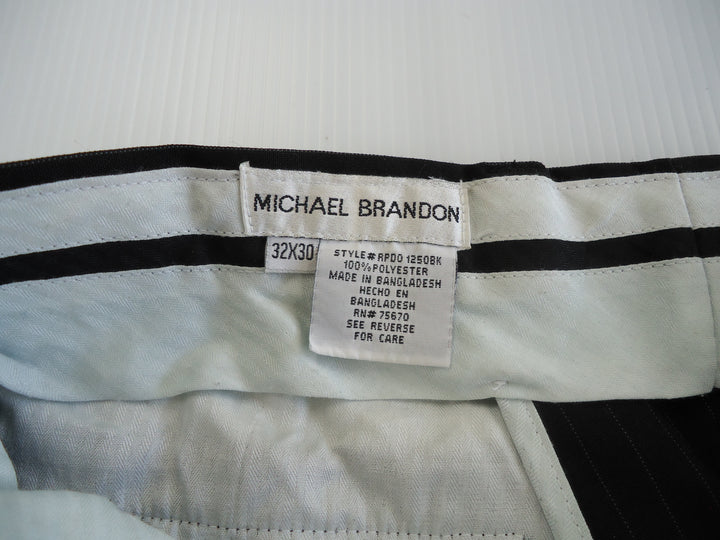 MICHAEL BRANDON
32X30
STYLE# RPDO 1250BK
100% POLYESTER
MADE IN BANGLADESH
HECHO EN
BANGLADESH
RN# 75670
SEE REVERSE
FOR CARE